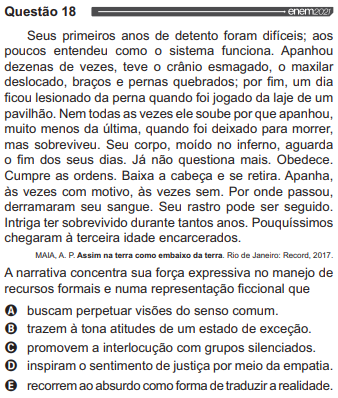 Questão 18 enem2021
Seus primeiros anos de detento foram difíceis; aos
poucos entendeu como o sistema funciona. Apanhou
dezenas de vezes, teve o crânio esmagado, o maxilar
deslocado, braços e pernas quebrados; por fim, um dia
ficou lesionado da perna quando foi jogado da laje de um
pavilhão. Nem todas as vezes ele soube por que apanhou,
muito menos da última, quando foi deixado para morrer,
mas sobreviveu. Seu corpo, moído no inferno, aguarda
o fim dos seus dias. Já não questiona mais. Obedece.
Cumpre as ordens. Baixa a cabeça e se retira. Apanha,
às vezes com motivo, às vezes sem. Por onde passou,
derramaram seu sangue. Seu rastro pode ser seguido.
Intriga ter sobrevivido durante tantos anos. Pouquíssimos
chegaram à terceira idade encarcerados.
MAIA, A. P. Assim na terra como embaixo da terra. Rio de Janeiro: Record, 2017.
A narrativa concentra sua força expressiva no manejo de
recursos formais e numa representação ficcional que
A buscam perpetuar visões do senso comum.
B trazem à tona atitudes de um estado de exceção.
C promovem a interlocução com grupos silenciados.
D inspiram o sentimento de justiça por meio da empatia.
E recorrem ao absurdo como forma de traduzir a realidade.